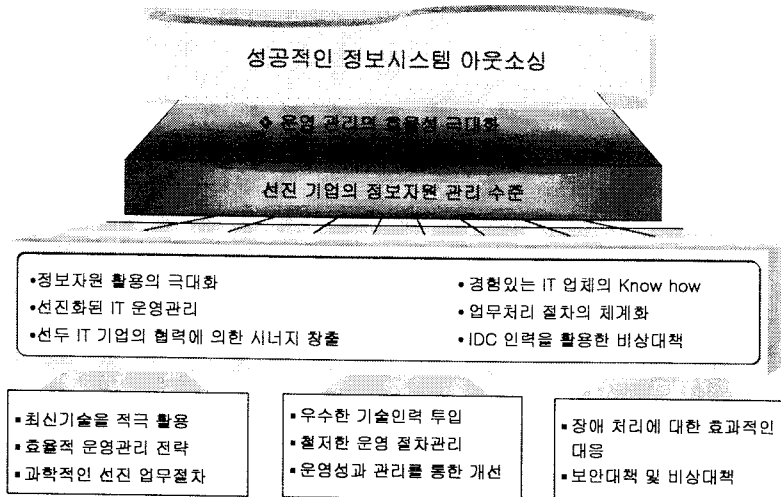 성공적인 정보시스템 아웃소싱
❖ 운영 관리의 효율성 극대화
선진 기업의 정보자원 관리 수준
•정보자원 활용의 극대화
•선진화된 IT 운영관리
•선두 IT 기업의 협력에 의한 시너지 창출
•경험있는 IT 업체의 Know how
•업무처리 절차의 체계화
•IDC 인력을 활용한 비상대책
▪최신기술을 적극 활용
▪효율적 운영관리 전략
▪과학적인 선진 업무절차
▪우수한 기술인력 투입
▪철저한 운영 절차관리
▪운영성과 관리를 통한 개선
▪장애 처리에 대한 효과적인
대응
▪보안대책 및 비상대책